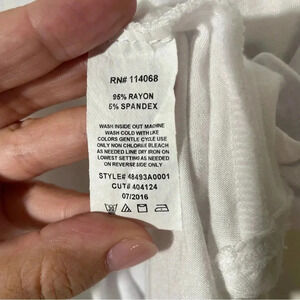 RN# 114068
95% RAYON
5% SPANDEX
WASH INSIDE OUT MACHINE
WASH COLD WITH LIKE
COLORS GENTLE CYCLE USE
ONLY NON CHLORIE BLEACH
AS NEEDED LINE DRY IRON ON
LOWEST SETTING AS NEEDED
ON REVERSE SIDE
STYLE# 48493A0001
CUT# 404124
07/2016